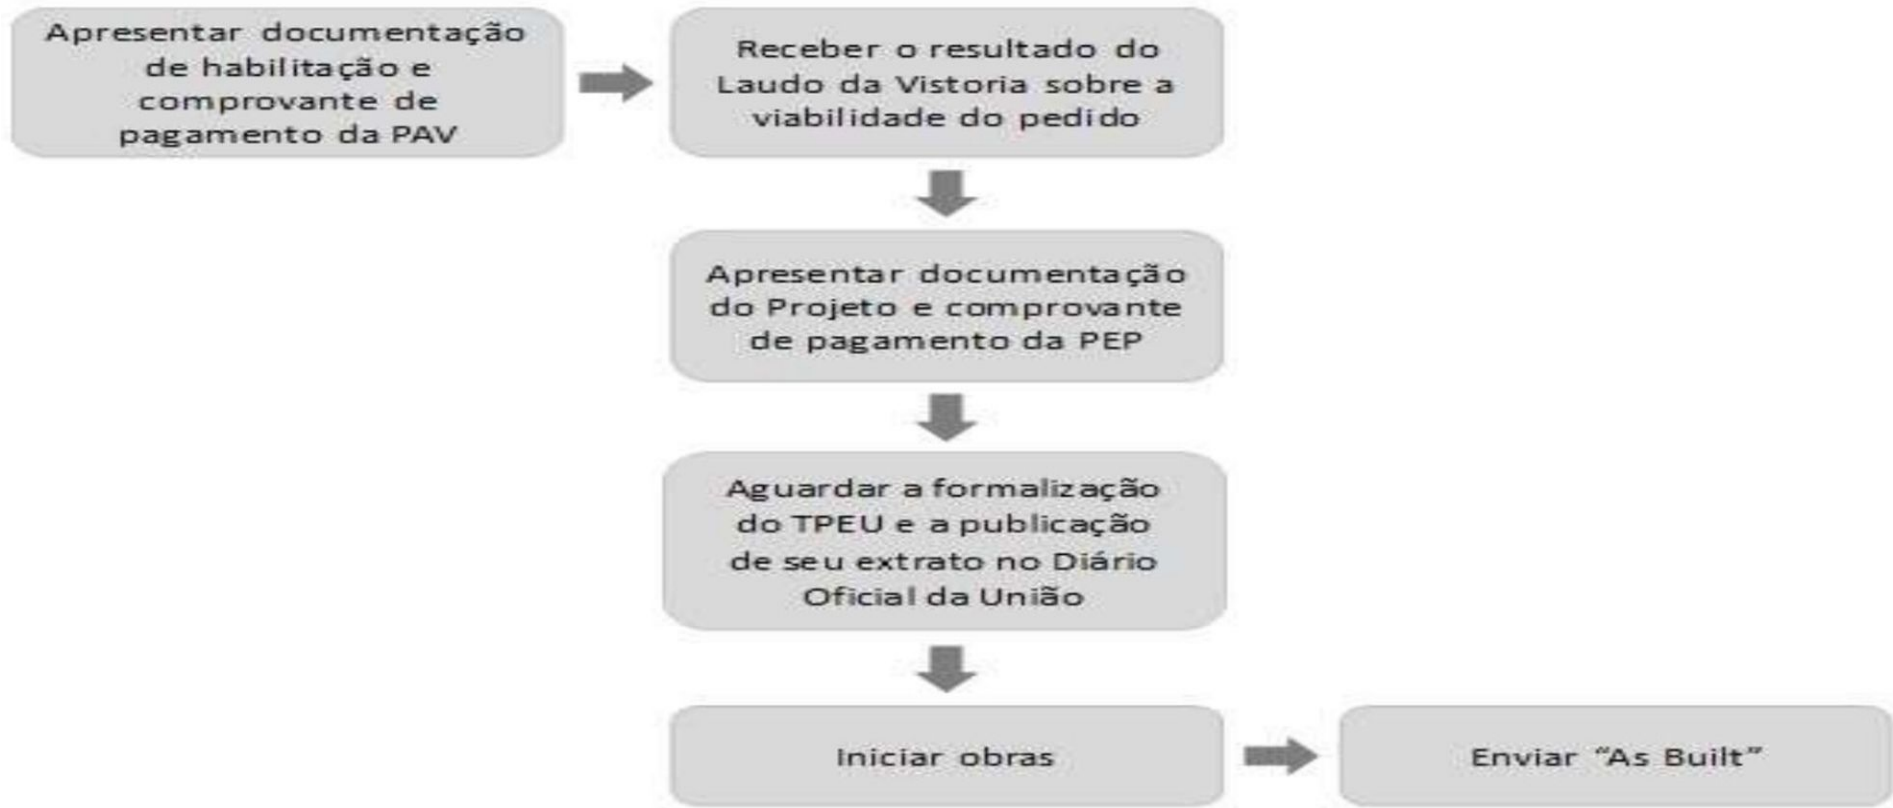 Apresentar documentação
de habilitação e
comprovante de
pagamento da PAV
Receber o resultado do
Laudo da Vistoria sobre a
viabilidade do pedido
Apresentar documentação
do Projeto e comprovante
de pagamento da PEP
Aguardar a formalização
do TPEU e a publicação
de seu extrato no Diário
Oficial da União
Iniciar obras
Enviar “As Built”